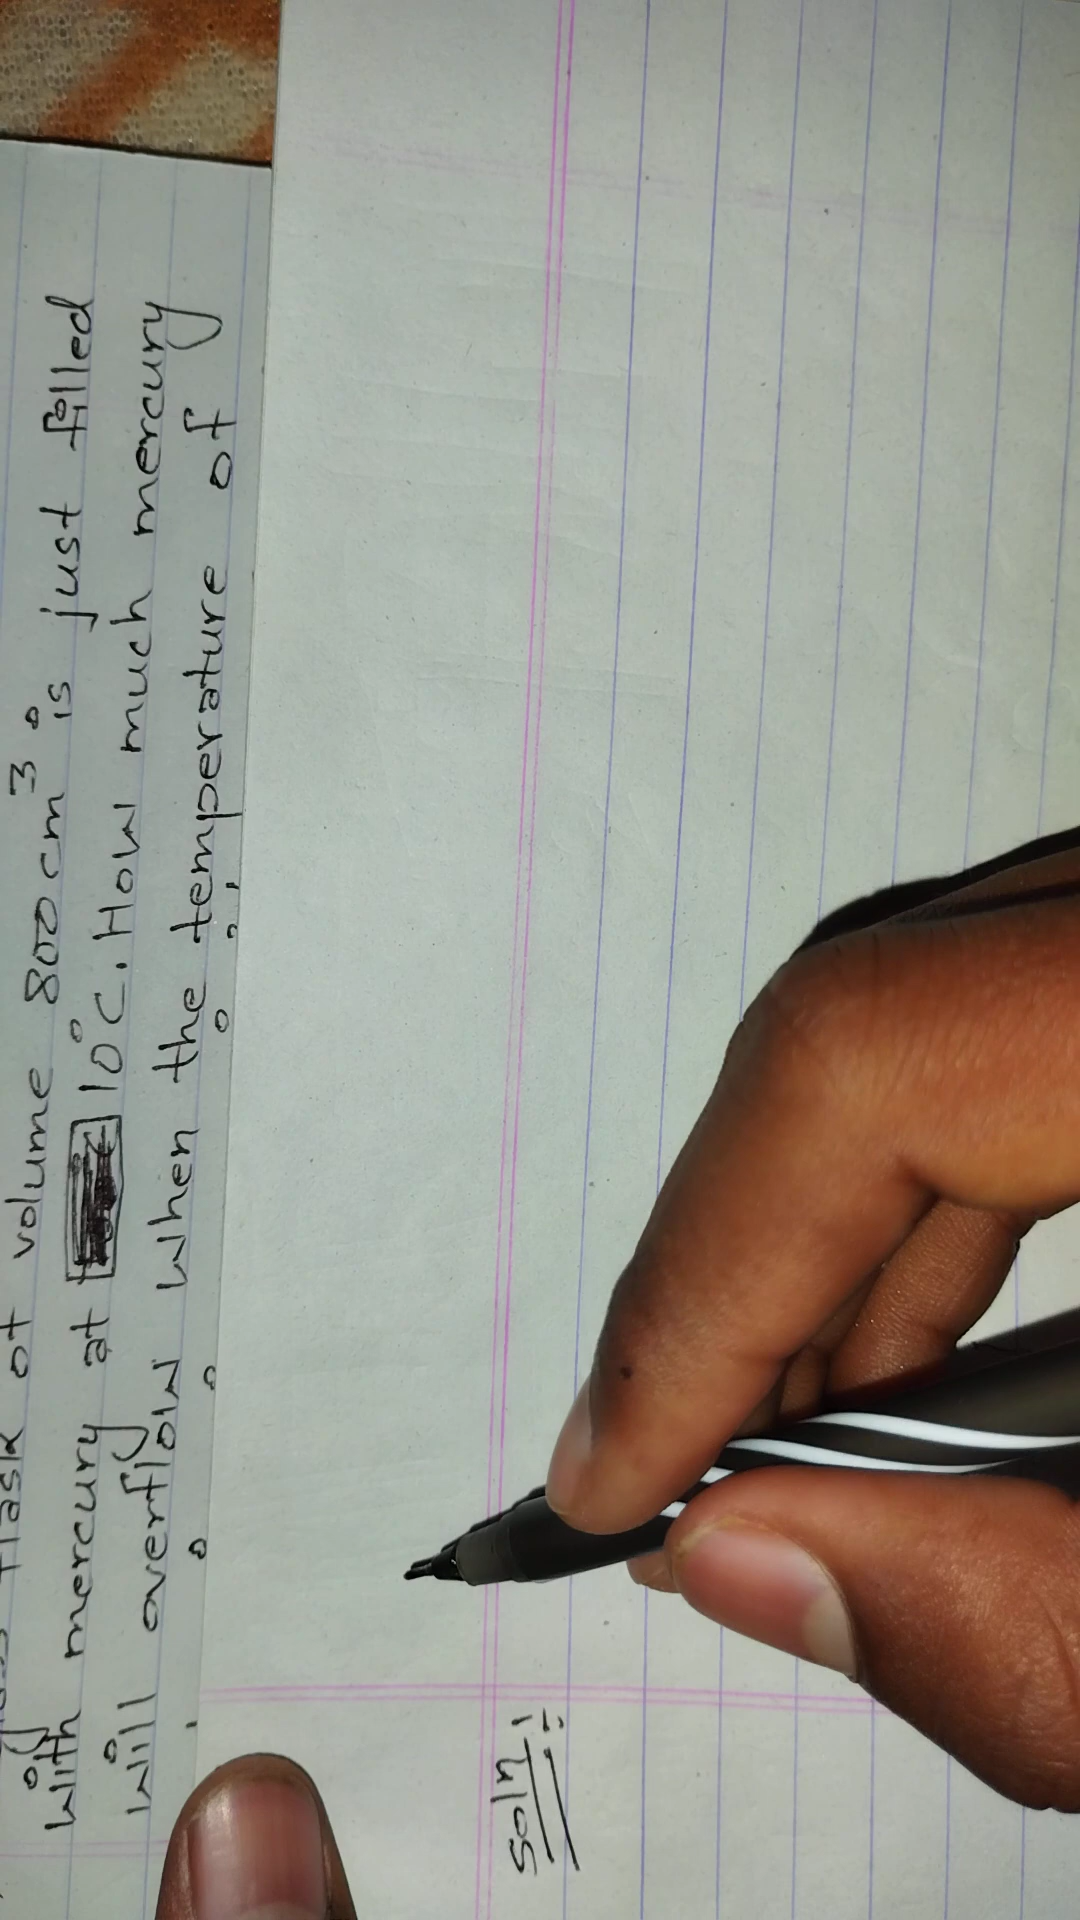 flask of volume 800 cm³ is just filled
with mercury at 10°C. How much mercury
will overflow when the temperature of
soln: